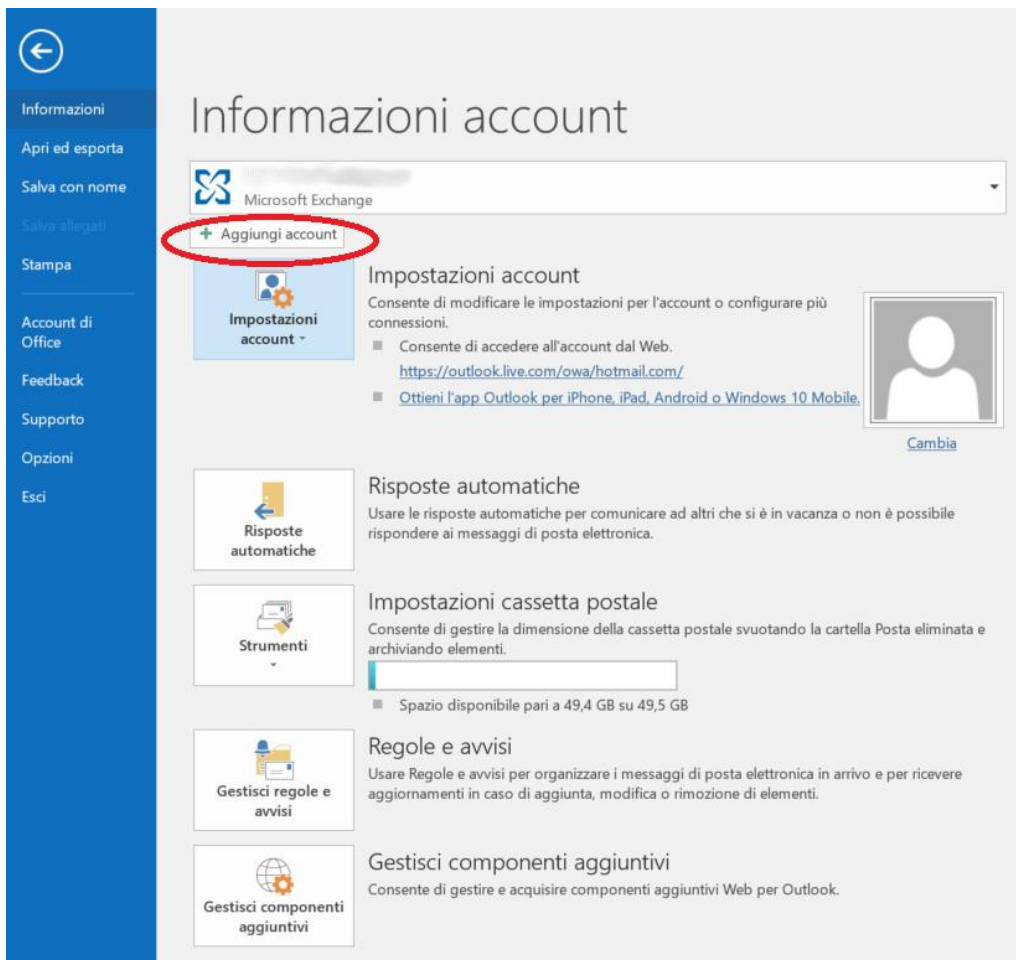 Informazioni
Apri ed esporta
Salva con nome
Salva allegati
Stampa
Account di
Office
Feedback
Supporto
Opzioni
Esci
Informazioni account
Microsoft Exchange
Aggiungi account
Impostazioni
account
Impostazioni account
Consente di modificare le impostazioni per l'account o configurare più
connessioni.
Consente di accedere all'account dal Web.
https://outlook.live.com/owa/hotmail.com/
Ottieni l'app Outlook per iPhone, iPad, Android o Windows 10 Mobile.
Cambia
Risposte
automatiche
Risposte automatiche
Usare le risposte automatiche per comunicare ad altri che si è in vacanza o non è possibile
rispondere ai messaggi di posta elettronica.
Strumenti
Impostazioni cassetta postale
Consente di gestire la dimensione della cassetta postale svuotando la cartella Posta eliminata e
archiviando elementi.
Spazio disponibile pari a 49,4 GB su 49,5 GB
Gestisci regole e
avvisi
Regole e avvisi
Usare Regole e avvisi per organizzare i messaggi di posta elettronica in arrivo e per ricevere
aggiornamenti in caso di aggiunta, modifica o rimozione di elementi.
Gestisci componenti
aggiuntivi
Gestisci componenti aggiuntivi
Consente di gestire e acquisire componenti aggiuntivi Web per Outlook.